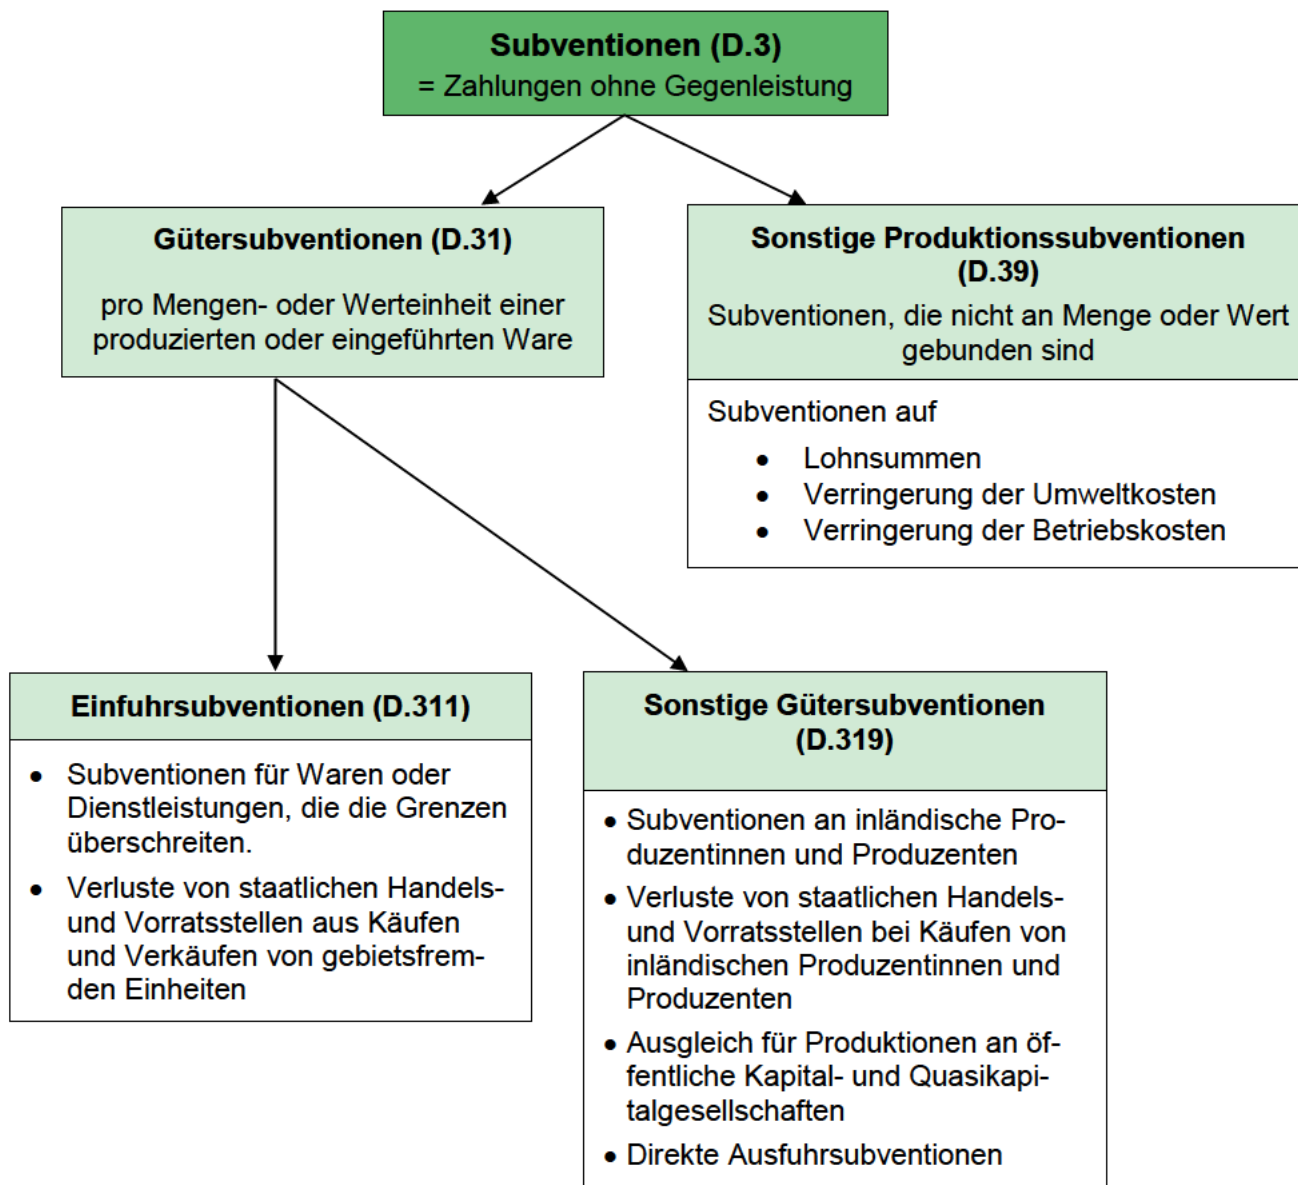 Subventionen (D.3)
= Zahlungen ohne Gegenleistung
Gütersubventionen (D.31)
pro Mengen- oder Werteinheit einer
produzierten oder eingeführten Ware
Sonstige Produktionssubventionen
(D.39)
Subventionen, die nicht an Menge oder Wert
gebunden sind
Subventionen auf
• Lohnsummen
• Verringerung der Umweltkosten
• Verringerung der Betriebskosten
Einfuhrsubventionen (D.311)
• Subventionen für Waren oder
Dienstleistungen, die die Grenzen
überschreiten.
• Verluste von staatlichen Handels-
und Vorratsstellen aus Käufen
und Verkäufen von gebietsfrem-
den Einheiten
Sonstige Gütersubventionen
(D.319)
• Subventionen an inländische Pro-
duzentinnen und Produzenten
• Verluste von staatlichen Handels-
und Vorratsstellen bei Käufen von
inländischen Produzentinnen und
Produzenten
• Ausgleich für Produktionen an öf-
fentliche Kapital- und Quasikapi-
talgesellschaften
• Direkte Ausfuhrsubventionen